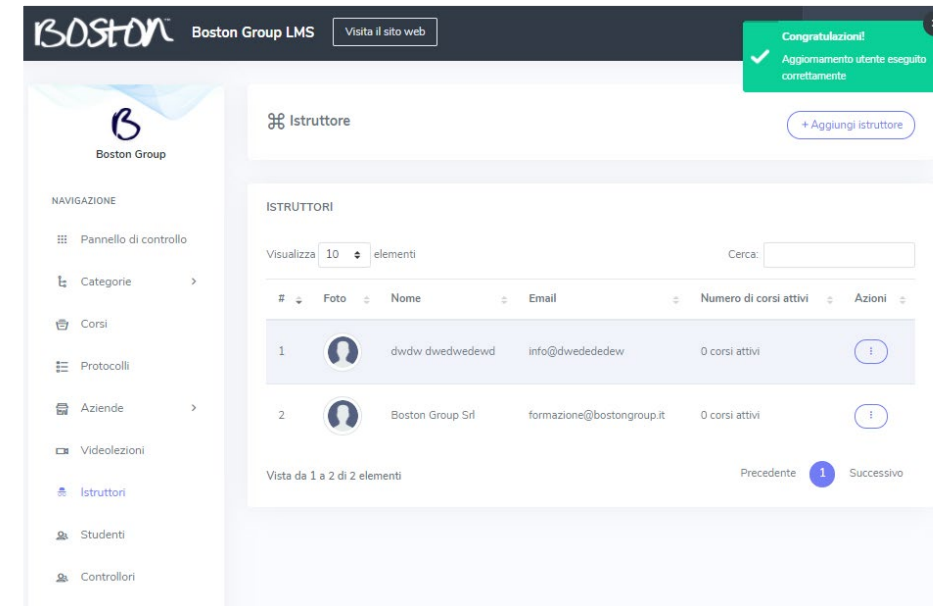 BOSTON™ Boston Group LMS Visita il sito web
Congratulazioni!
Aggiornamento utente eseguito
correttamente
B
Boston Group
NAVIGAZIONE
Pannello di controllo
Categorie
Corsi
Protocolli
Aziende
Videolezioni
Istruttori
Studenti
Controllori
Istruttore
+ Aggiungi istruttore
ISTRUTTORI
Visualizza 10 elementi Cerca:
# Foto Nome Email Numero di corsi attivi Azioni
1 dwdw dwedwedewd info@dwedededew 0 corsi attivi
2 Boston Group Srl formazione@bostongroup.it 0 corsi attivi
Vista da 1 a 2 di 2 elementi Precedente 1 Successivo